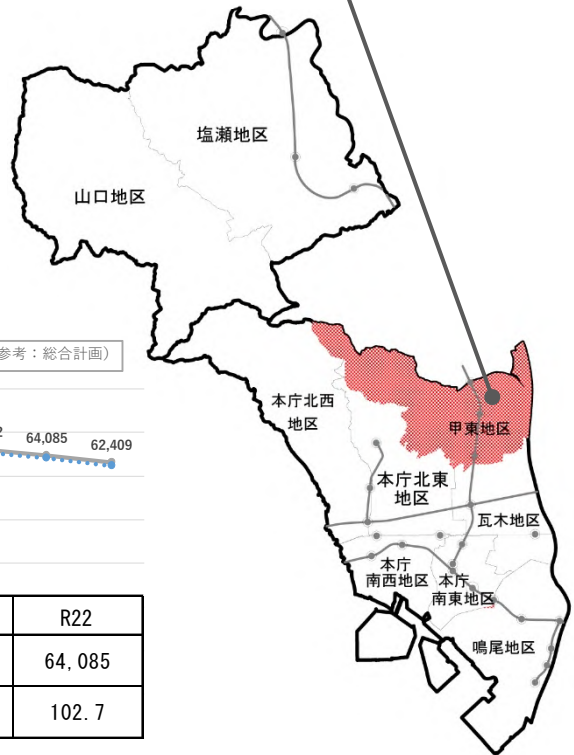 塩瀬地区
山口地区
参考：総合計画）
64,085
62,409
本庁北西
地区
甲東地区
本庁北東
地区
瓦木地区
本庁
南西地区
本庁
南東地区
鳴尾地区
R22
64,085
102.7